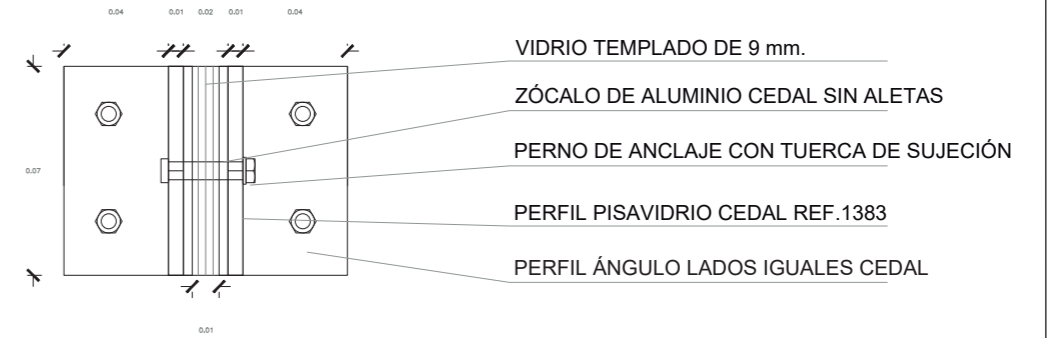 0.04 0.01 0.02 0.01 0.04
VIDRIO TEMPLADO DE 9 mm.
ZÓCALO DE ALUMINIO CEDAL SIN ALETAS
PERNO DE ANCLAJE CON TUERCA DE SUJECIÓN
0.07
PERFIL PISAVIDRIO CEDAL REF.1383
PERFIL ÁNGULO LADOS IGUALES CEDAL
0.01